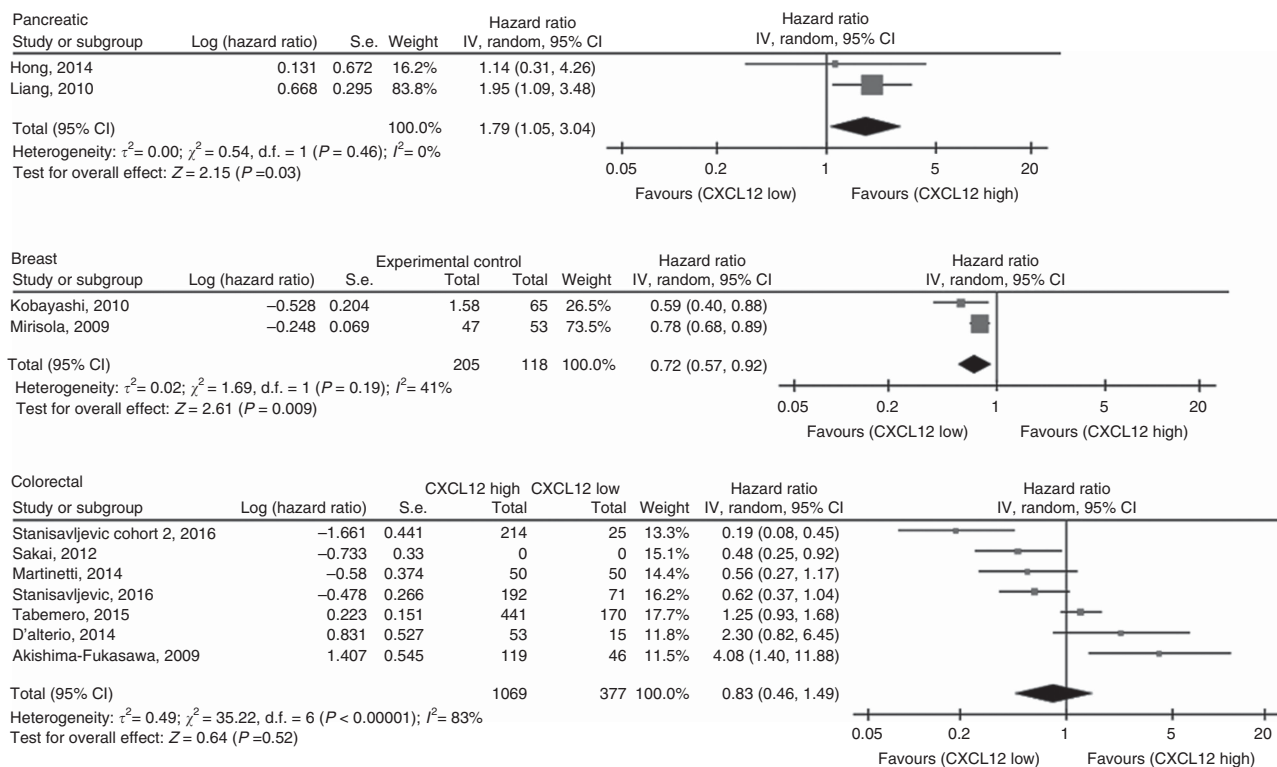 Pancreatic
Hazard ratio Hazard ratio
Study or subgroup Log (hazard ratio) S.e. Weight IV, random, 95% CI IV, random, 95% CI
Hong, 2014 0.131 0.672 16.2% 1.14 (0.31, 4.26)
Liang, 2010 0.668 0.295 83.8% 1.95 (1.09, 3.48)
Total (95% CI) 100.0% 1.79 (1.05, 3.04)
Heterogeneity: τ²= 0.00; χ² = 0.54, d.f. = 1 (P = 0.46); I²= 0%
Test for overall effect: Z = 2.15 (P =0.03)
0.05 0.2 1 5 20
Favours (CXCL12 low) Favours (CXCL12 high)
Breast
Experimental control Hazard ratio Hazard ratio
Study or subgroup Log (hazard ratio) S.e. Total Total Weight IV, random, 95% CI IV, random, 95% CI
Kobayashi, 2010 −0.528 0.204 1.58 65 26.5% 0.59 (0.40, 0.88)
Mirisola, 2009 −0.248 0.069 47 53 73.5% 0.78 (0.68, 0.89)
Total (95% CI) 205 118 100.0% 0.72 (0.57, 0.92)
Heterogeneity: τ²= 0.02; χ² = 1.69, d.f. = 1 (P = 0.19); I²= 41%
Test for overall effect: Z = 2.61 (P = 0.009)
0.05 0.2 1 5 20
Favours (CXCL12 low) Favours (CXCL12 high)
Colorectal
CXCL12 high CXCL12 low Hazard ratio Hazard ratio
Study or subgroup Log (hazard ratio) S.e. Total Total Weight IV, random, 95% CI IV, random, 95% CI
Stanisavljevic cohort 2, 2016 −1.661 0.441 214 25 13.3% 0.19 (0.08, 0.45)
Sakai, 2012 −0.733 0.33 0 0 15.1% 0.48 (0.25, 0.92)
Martinetti, 2014 −0.58 0.374 50 50 14.4% 0.56 (0.27, 1.17)
Stanisavljevic, 2016 −0.478 0.266 192 71 16.2% 0.62 (0.37, 1.04)
Tabemero, 2015 0.223 0.151 441 170 17.7% 1.25 (0.93, 1.68)
D'alterio, 2014 0.831 0.527 53 15 11.8% 2.30 (0.82, 6.45)
Akishima-Fukasawa, 2009 1.407 0.545 119 46 11.5% 4.08 (1.40, 11.88)
Total (95% CI) 1069 377 100.0% 0.83 (0.46, 1.49)
Heterogeneity: τ²= 0.49; χ² = 35.22, d.f. = 6 (P < 0.00001); I²= 83%
Test for overall effect: Z = 0.64 (P =0.52)
0.05 0.2 1 5 20
Favours (CXCL12 low) Favours (CXCL12 high)